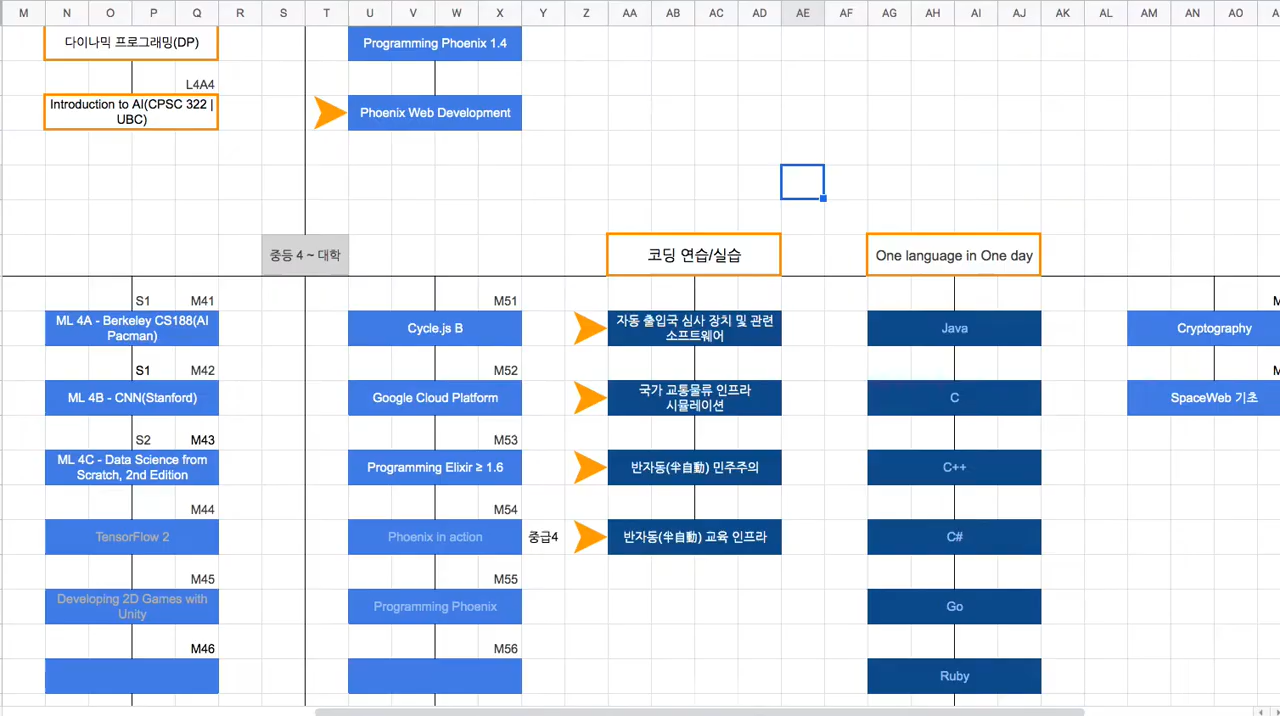 M N O P Q R S T U V W X Y Z AA AB AC AD AE AF AG AH AI AJ AK AL AM AN AO
다이나믹 프로그래밍(DP)
Programming Phoenix 1.4
L4A4
Introduction to AI(CPSC 322 |
UBC)
Phoenix Web Development
중등 4 ~ 대학
코딩 연습/실습
One language in One day
S1 M41
M51
ML 4A - Berkeley CS188(AI
Pacman)
Cycle.js B
자동 출입국 심사 장치 및 관련
소프트웨어
Java
Cryptography
S1 M42
M52
ML 4B - CNN(Stanford)
Google Cloud Platform
국가 교통물류 인프라
시뮬레이션
C
SpaceWeb 기초
S2 M43
M53
ML 4C - Data Science from
Scratch, 2nd Edition
Programming Elixir ≥ 1.6
반자동(半自動) 민주주의
C++
M44
M54
TensorFlow 2
Phoenix in action
중급4
반자동(半自動) 교육 인프라
C#
M45
M55
Developing 2D Games with
Unity
Programming Phoenix
Go
M46
M56
Ruby